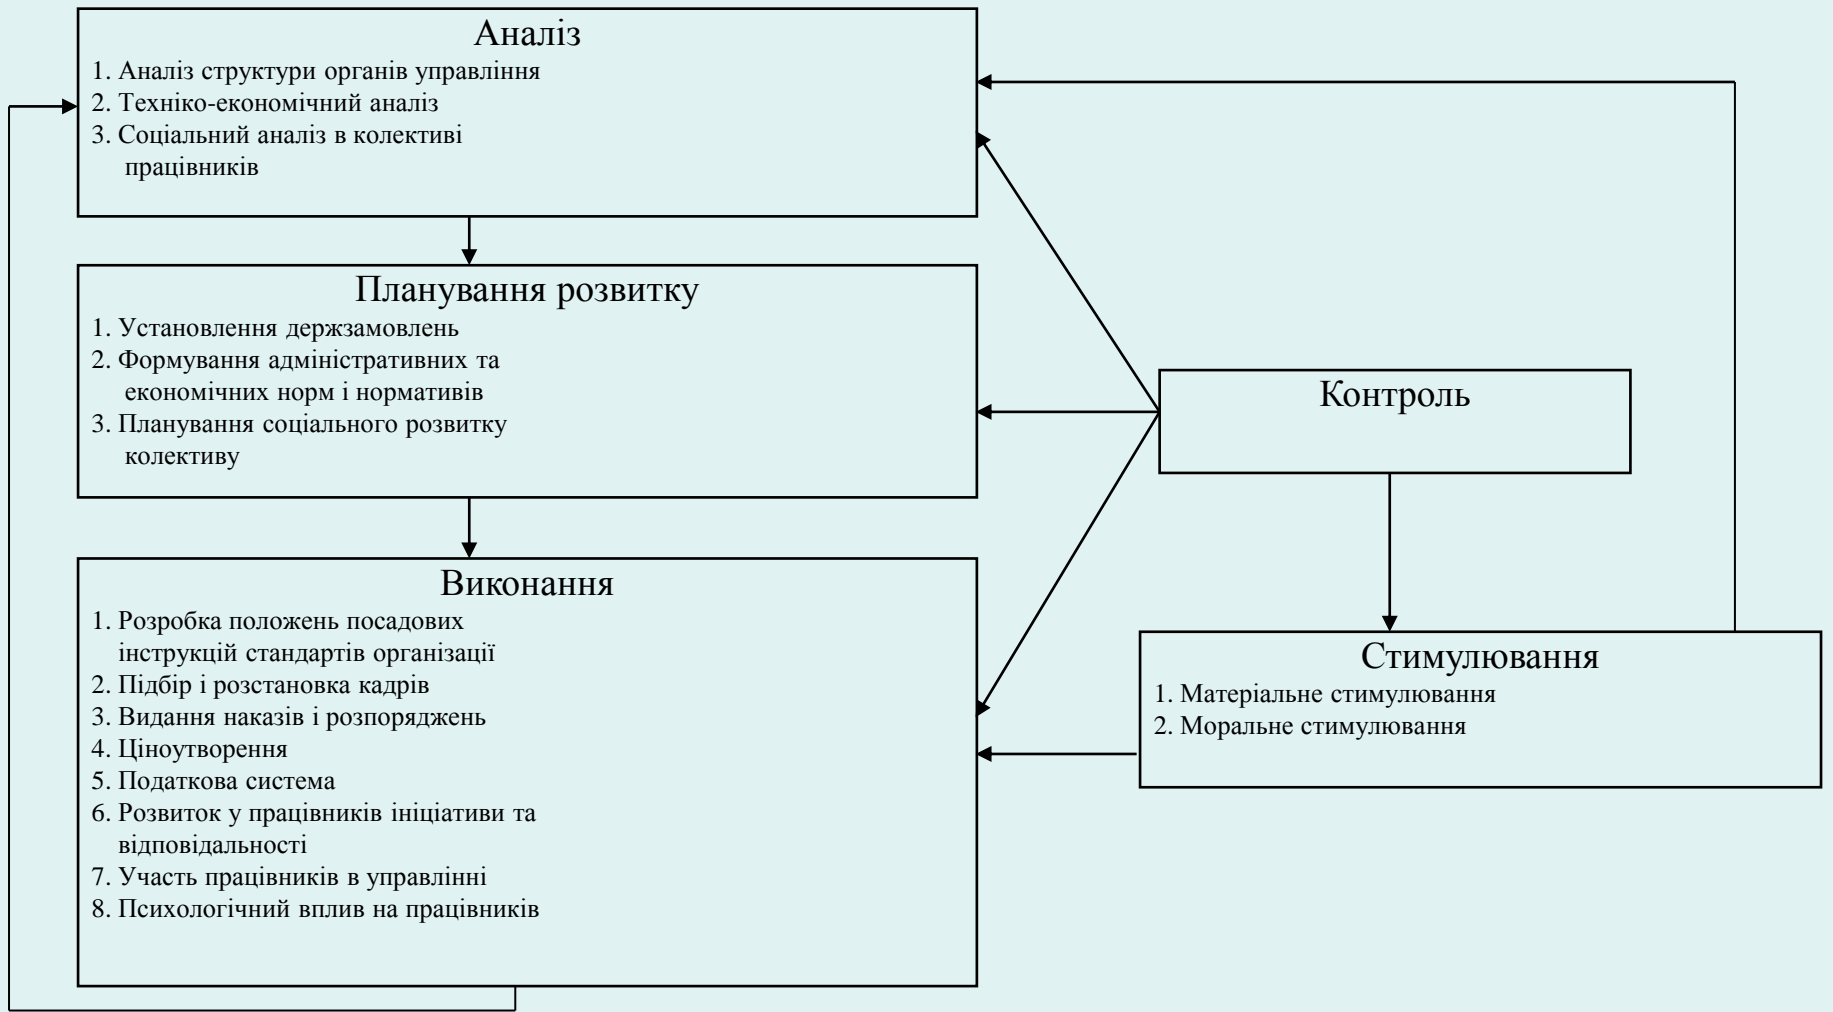 Аналіз
1. Аналіз структури органів управління
2. Техніко-економічний аналіз
3. Соціальний аналіз в колективі
працівників
Планування розвитку
1. Установлення держзамовлень
2. Формування адміністративних та
економічних норм і нормативів
3. Планування соціального розвитку
колективу
Контроль
Виконання
1. Розробка положень посадових
інструкцій стандартів організації
2. Підбір і розстановка кадрів
3. Видання наказів і розпоряджень
4. Ціноутворення
5. Податкова система
6. Розвиток у працівників ініціативи та
відповідальності
7. Участь працівників в управлінні
8. Психологічний вплив на працівників
Стимулювання
1. Матеріальне стимулювання
2. Моральне стимулювання